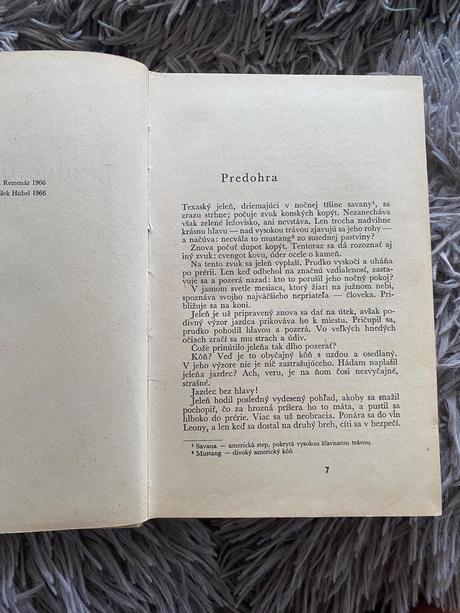 Remenár 1966
Hübel 1966
Predohra
Texaský jeleň, driemajúci v nočnej tíšine savany¹, sa
zrazu strhne; počuje zvuk konských kopýt. Nezanecháva
však zelené ležovisko, ani nevstáva. Len trocha nadvihne
krásnu hlavu — nad vysokou trávou zjavujú sa jeho rohy —
a načúva: necvála to mustang² zo susednej pastviny?
Znova počuť dupot kopýt. Tentoraz sa dá rozoznať aj
iný zvuk: cvengot kovu, úder ocele o kameň.
Na tento zvuk sa jeleň vyplaší. Prudko vyskočí a uháňa
po prérii. Len keď odbehol na značnú vzdialenosť, zasta-
vuje sa a pozerá nazad: kto to porušil jeho nočný pokoj?
V jasnom svetle mesiaca, ktorý žiari na južnom nebi,
spoznáva svojho najväčšieho nepriateľa — človeka. Pri-
bližuje sa na koni.
Jeleň je už pripravený znova sa dať na útek, avšak po-
divný výzor jazdca prikováva ho k miestu. Pričupil sa,
prudko pohodil hlavou a pozerá. Vo veľkých hnedých
očiach zračí sa mu strach a údiv.
Čože prinútilo jeleňa tak dlho pozerať?
Kôň? Veď je to obyčajný kôň s uzdou a osedlaný.
V jeho výzore nie je nič zastrašujúceho. Hádam naplašil
jeleňa jazdec? Ach, veru, je na ňom čosi nezvyčajné,
strašné.
Jazdec bez hlavy!
Jeleň hodil posledný vydesený pohľad, akoby sa snažil
pochopiť, čo za hrozná príšera ho to máta, a pustil sa
hlboko do prérie. Viac sa už neobracia. Ponára sa do vĺn
Leony, a len keď sa dostal na druhý breh, cíti sa v bezpečí.
¹ Savana — americká step, pokrytá vysokou šťavnatou trávou
² Mustang — divoký americký kôň
7